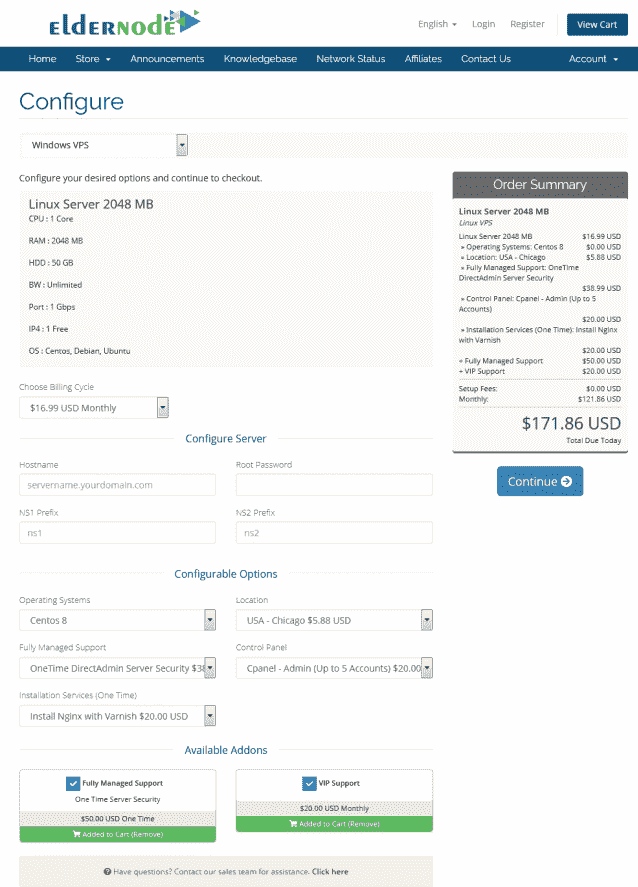 ELDERNODE
English
Login
Register
View Cart
Home
Store
Announcements
Knowledgebase
Network Status
Affiliates
Contact Us
Account
Configure
Windows VPS
Configure your desired options and continue to checkout.
Linux Server 2048 MB
CPU : 1 Core
RAM : 2048 MB
HDD : 50 GB
BW : Unlimited
Port : 1 Gbps
IP4 : 1 Free
OS : Centos, Debian, Ubuntu
Choose Billing Cycle
$16.99 USD Monthly
Configure Server
Hostname
Root Password
servername.yourdomain.com
NS1 Prefix
NS2 Prefix
ns1
ns2
Configurable Options
Operating Systems
Location
Centos 8
USA - Chicago $5.88 USD
Fully Managed Support
Control Panel
OneTime DirectAdmin Server Security $38
Cpanel - Admin (Up to 5 Accounts) $20.00
Installation Services (One Time)
Install Nginx with Varnish $20.00 USD
Available Addons
Fully Managed Support
One Time Server Security
$50.00 USD One Time
Added to Cart (Remove)
VIP Support
$20.00 USD Monthly
Added to Cart (Remove)
Have questions? Contact our sales team for assistance. Click here
Order Summary
Linux Server 2048 MB
Linux VPS
Linux Server 2048 MB $16.99 USD
» Operating Systems: Centos 8 $0.00 USD
» Location: USA - Chicago $5.88 USD
» Fully Managed Support: OneTime
DirectAdmin Server Security
$38.99 USD
» Control Panel: Cpanel - Admin (Up to 5
Accounts)
$20.00 USD
» Installation Services (One Time): Install Nginx
with Varnish
$20.00 USD
+ Fully Managed Support $50.00 USD
+ VIP Support $20.00 USD
Setup Fees: $0.00 USD
Monthly: $121.86 USD
$171.86 USD
Total Due Today
Continue